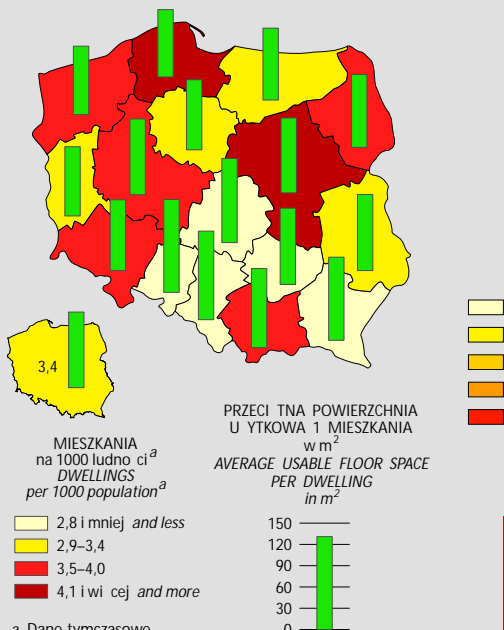 3,4
MIESZKANIA
na 1000 ludno ci a
DWELLINGS
per 1000 population a
2,8 i mniej and less
2,9–3,4
3,5–4,0
4,1 i wi cej and more
a Dane tymczasowe
PRZECI TNA POWIERZCHNIA
U YTKOWA 1 MIESZKANIA
w m2
AVERAGE USABLE FLOOR SPACE
PER DWELLING
in m2
150
120
90
60
30
0